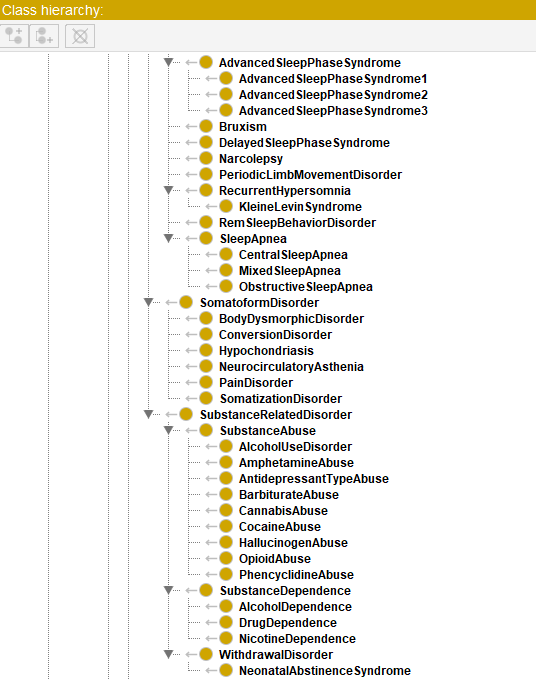 Class hierarchy:
AdvancedSleepPhaseSyndrome
AdvancedSleepPhaseSyndrome1
AdvancedSleepPhaseSyndrome2
AdvancedSleepPhaseSyndrome3
Bruxism
DelayedSleepPhaseSyndrome
Narcolepsy
PeriodicLimbMovementDisorder
RecurrentHypersomnia
KleineLevinSyndrome
RemSleepBehaviorDisorder
SleepApnea
CentralSleepApnea
MixedSleepApnea
ObstructiveSleepApnea
SomatoformDisorder
BodyDysmorphicDisorder
ConversionDisorder
Hypochondriasis
NeurocirculatoryAsthenia
PainDisorder
SomatizationDisorder
SubstanceRelatedDisorder
SubstanceAbuse
AlcoholUseDisorder
AmphetamineAbuse
AntidepressantTypeAbuse
BarbiturateAbuse
CannabisAbuse
CocaineAbuse
HallucinogenAbuse
OpioidAbuse
PhencyclidineAbuse
SubstanceDependence
AlcoholDependence
DrugDependence
NicotineDependence
WithdrawalDisorder
NeonatalAbstinenceSyndrome